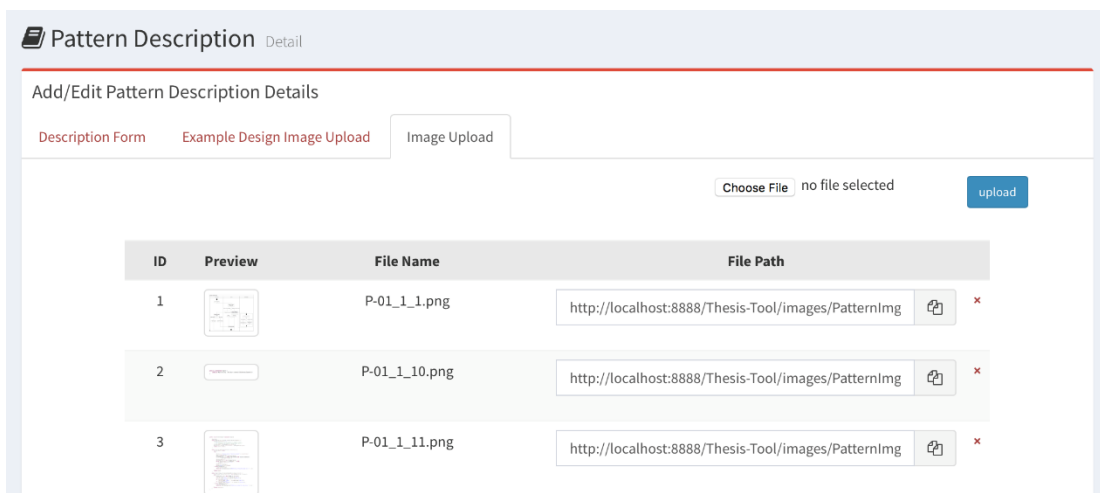 Pattern Description Detail
Add/Edit Pattern Description Details
Description Form Example Design Image Upload Image Upload
Choose File no file selected upload
ID Preview File Name File Path
1 P-01_1_1.png http://localhost:8888/Thesis-Tool/images/PatternImg ×
2 P-01_1_10.png http://localhost:8888/Thesis-Tool/images/PatternImg ×
3 P-01_1_11.png http://localhost:8888/Thesis-Tool/images/PatternImg ×